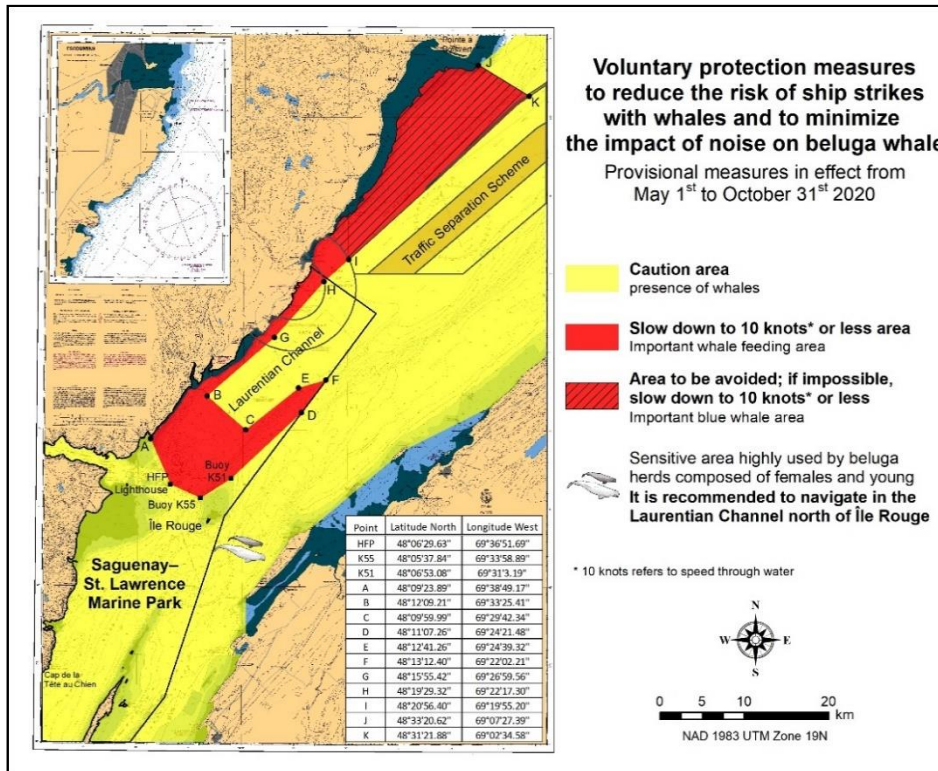 Voluntary protection measures
to reduce the risk of ship strikes
with whales and to minimize
the impact of noise on beluga whale
Provisional measures in effect from
May 1st to October 31st 2020
Caution area
presence of whales
Slow down to 10 knots* or less area
Important whale feeding area
Area to be avoided; if impossible,
slow down to 10 knots* or less
Important blue whale area
Sensitive area highly used by beluga
herds composed of females and young
It is recommended to navigate in the
Laurentian Channel north of Île Rouge
* 10 knots refers to speed through water
N
W E
S
0 5 10 20
km
NAD 1983 UTM Zone 19N
J
K
Traffic Separation Scheme
I
H
G
Laurentian Channel
B
E
F
D
C
A
HFP
Lighthouse
Buoy
K51
Buoy K55
Île Rouge
Saguenay–
St. Lawrence
Marine Park
Cap de la
Tête au Chien
Point Latitude North Longitude West
HFP 48°06'29.63" 69°36'51.69"
K55 48°05'37.84" 69°33'58.89"
K51 48°06'53.08" 69°31'3.19"
A 48°09'23.89" 69°38'49.17"
B 48°12'09.21" 69°33'25.41"
C 48°09'59.99" 69°29'42.34"
D 48°11'07.26" 69°24'21.48"
E 48°12'41.26" 69°24'39.32"
F 48°13'12.40" 69°22'02.21"
G 48°15'55.42" 69°26'59.56"
H 48°19'29.32" 69°22'17.30"
I 48°20'56.40" 69°19'55.20"
J 48°33'20.62" 69°07'27.39"
K 48°31'21.88" 69°02'34.58"